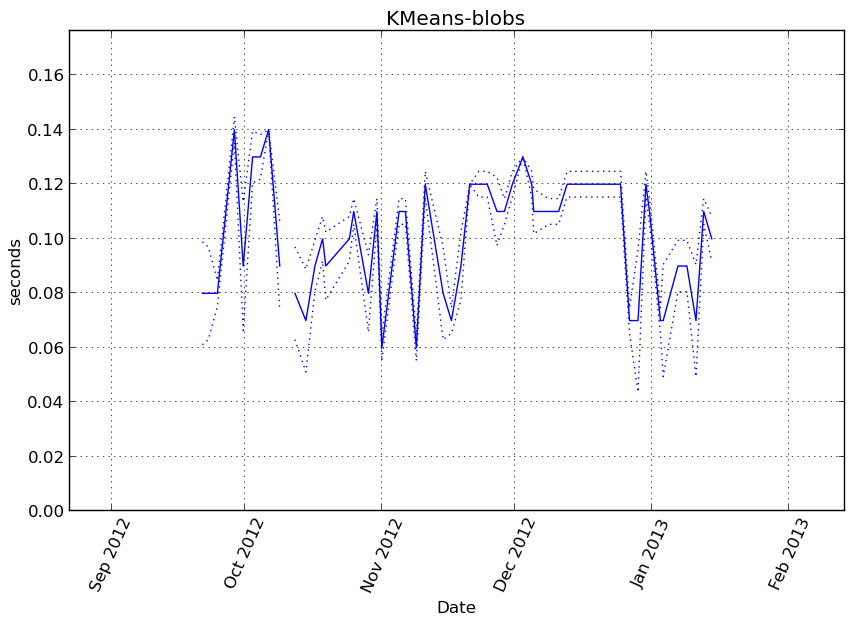 KMeans-blobs
0.16
0.14
0.12
0.10
0.08
0.06
0.04
0.02
0.00
seconds
Sep 2012
Oct 2012
Nov 2012
Dec 2012
Jan 2013
Feb 2013
Date